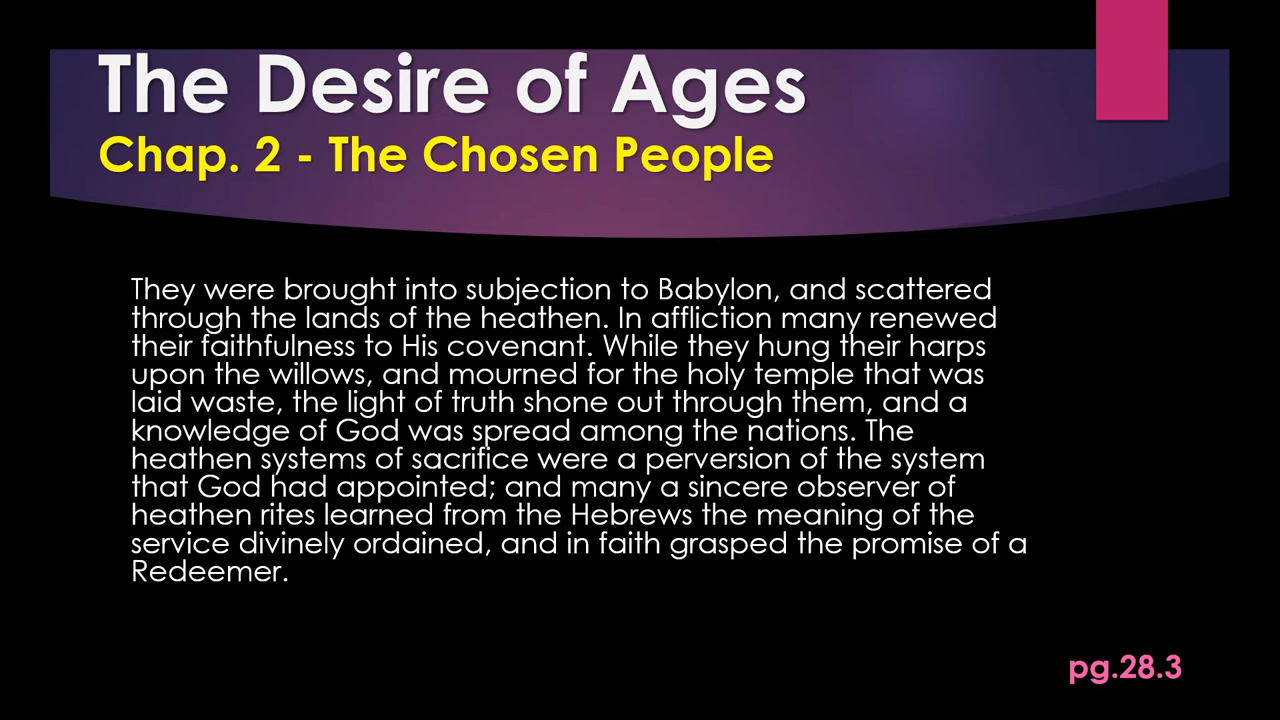 The Desire of Ages
Chap. 2 - The Chosen People
They were brought into subjection to Babylon, and scattered
through the lands of the heathen. In affliction many renewed
their faithfulness to His covenant. While they hung their harps
upon the willows, and mourned for the holy temple that was
laid waste, the light of truth shone out through them, and a
knowledge of God was spread among the nations. The
heathen systems of sacrifice were a perversion of the system
that God had appointed; and many a sincere observer of
heathen rites learned from the Hebrews the meaning of the
service divinely ordained, and in faith grasped the promise of a
Redeemer.
pg.28.3